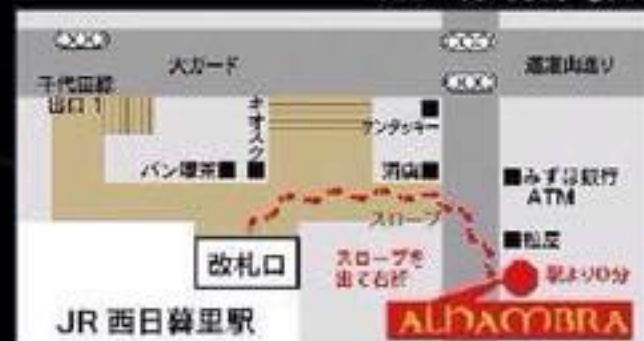 大ガード
道灌山通り
千代田線
出口 1
キオスク
ケンタッキー
パン喫茶
酒店
みずほ銀行
ATM
スロープ
松屋
改札口
スロープを
出て右折
駅より0分
JR 西日暮里駅
ALHAMBRA